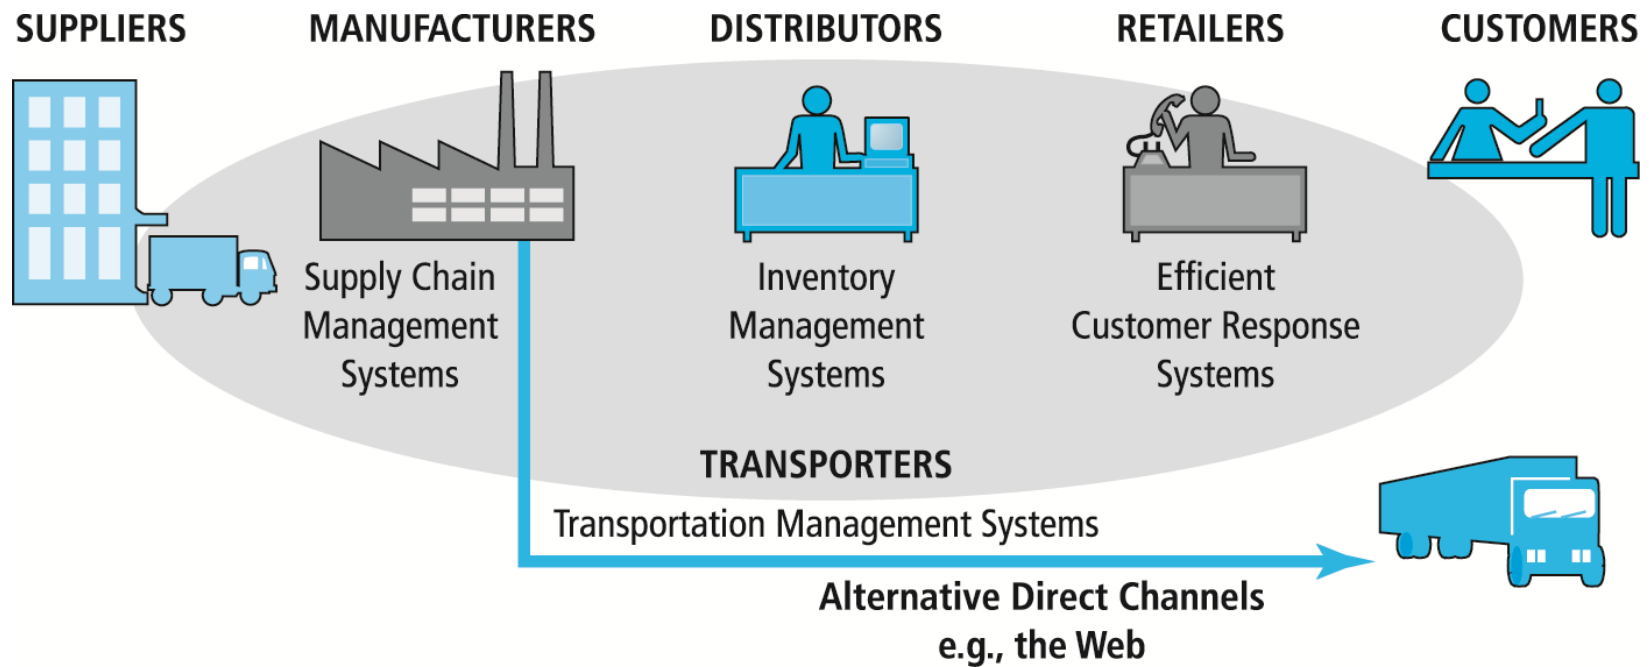 SUPPLIERS
MANUFACTURERS
DISTRIBUTORS
RETAILERS
CUSTOMERS
Supply Chain
Management
Systems
Inventory
Management
Systems
Efficient
Customer Response
Systems
TRANSPORTERS
Transportation Management Systems
Alternative Direct Channels
e.g., the Web